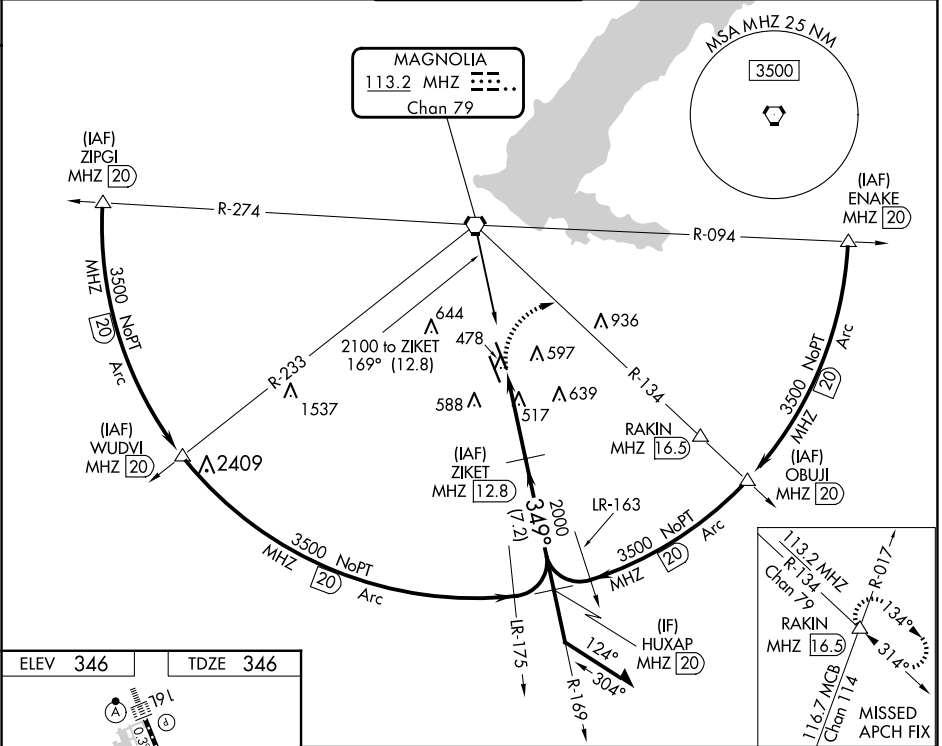 MAGNOLIA
113.2 MHZ
Chan 79
MSA MHZ 25 NM
3500
(IAF)
ZIPGI
MHZ 20
(IAF)
ENAKE
MHZ 20
R-274
R-094
3500 NoPT
MHZ 20 Arc
644
478
936
597
2100 to ZIKET
169° (12.8)
R-233
R-134
3500 NoPT
MHZ 20 Arc
1537
588
517
639
(IAF)
WUDVI
MHZ 20
2409
(IAF)
ZIKET
MHZ 12.8
RAKIN
MHZ 16.5
(IAF)
OBUJI
MHZ 20
2000
349°
(7.2)
LR-163
3500 NoPT
MHZ 20 Arc
3500 NoPT
MHZ 20 Arc
LR-175
(IF)
HUXAP
MHZ 20
124°
304°
R-169
113.2 MHZ
R-134
Chan 79
R-017
RAKIN
MHZ 16.5
134°
314°
116.7 MCB
Chan 114
MISSED
APCH FIX
ELEV 346
TDZE 346
A
16L
P